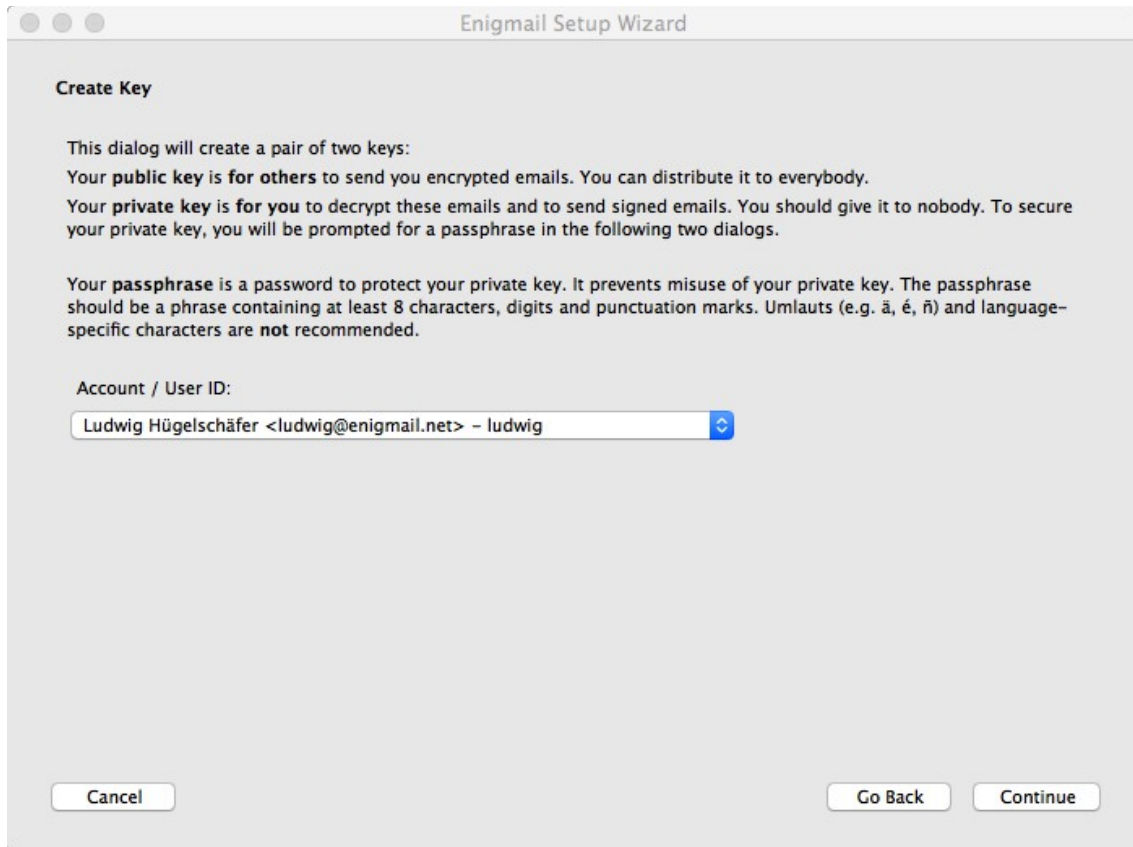 Enigmail Setup Wizard
Create Key
This dialog will create a pair of two keys:
Your public key is for others to send you encrypted emails. You can distribute it to everybody.
Your private key is for you to decrypt these emails and to send signed emails. You should give it to nobody. To secure
your private key, you will be prompted for a passphrase in the following two dialogs.
Your passphrase is a password to protect your private key. It prevents misuse of your private key. The passphrase
should be a phrase containing at least 8 characters, digits and punctuation marks. Umlauts (e.g. ä, é, ñ) and language-
specific characters are not recommended.
Account / User ID:
Ludwig Hügelschäfer <ludwig@enigmail.net> - ludwig
Cancel
Go Back
Continue